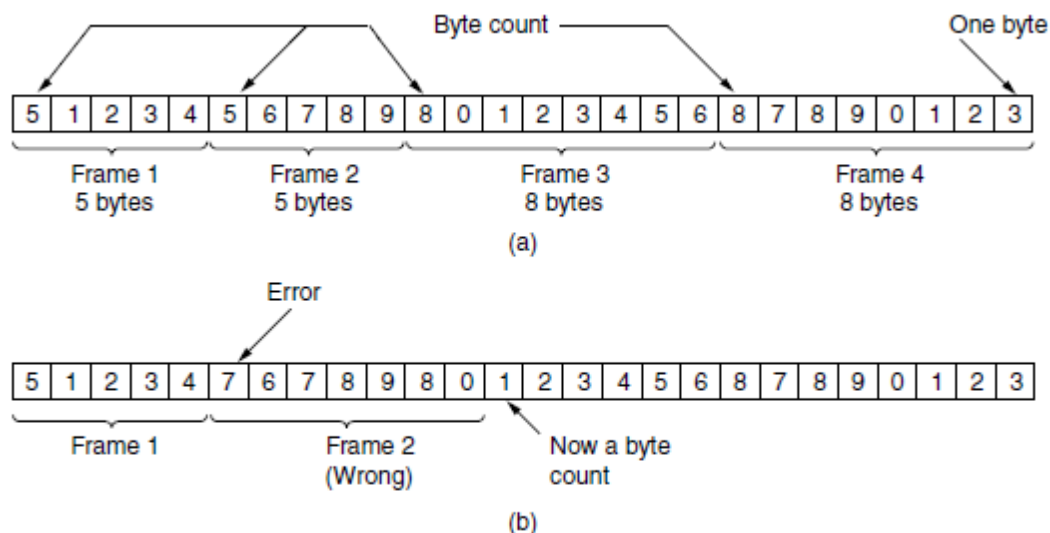 Byte count One byte
5 1 2 3 4 5 6 7 8 9 8 0 1 2 3 4 5 6 8 7 8 9 0 1 2 3
Frame 1 Frame 2 Frame 3 Frame 4
5 bytes 5 bytes 8 bytes 8 bytes
(a)
Error
5 1 2 3 4 7 6 7 8 9 8 0 1 2 3 4 5 6 8 7 8 9 0 1 2 3
Frame 1 Frame 2 Now a byte
(Wrong) count
(b)